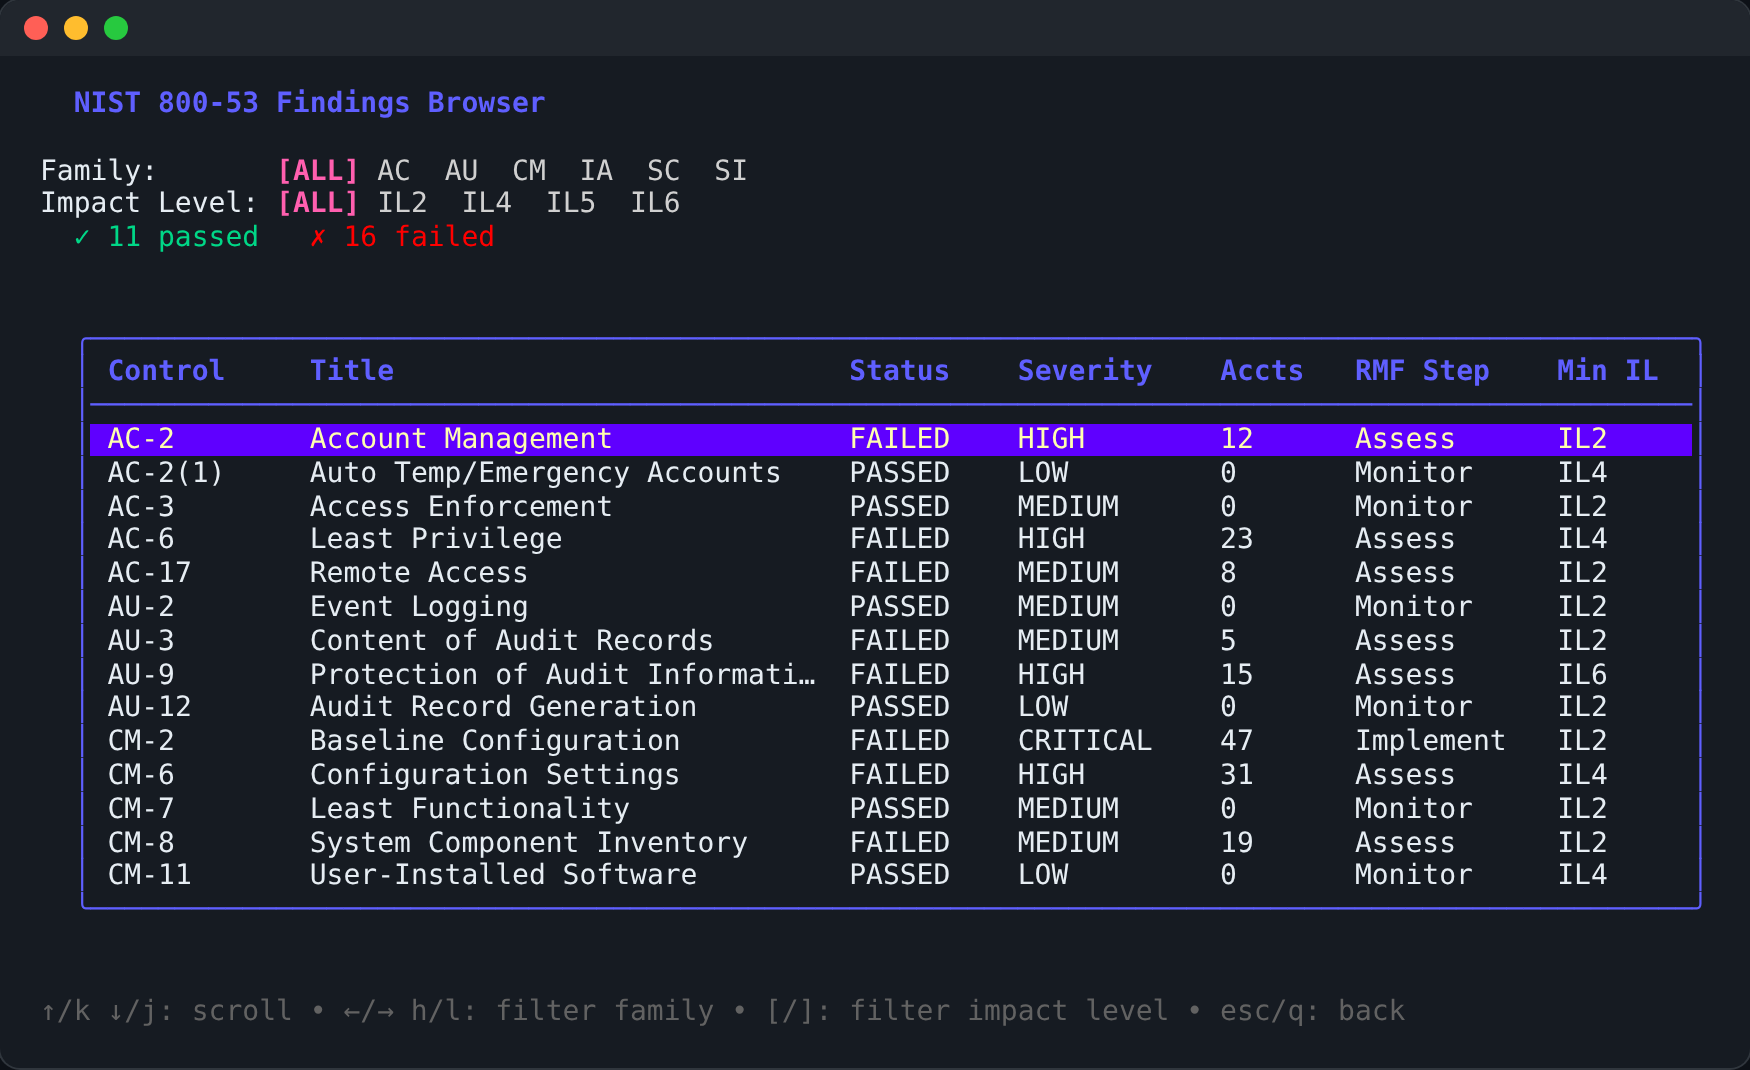 NIST 800-53 Findings Browser
Family: [ALL] AC AU CM IA SC SI
Impact Level: [ALL] IL2 IL4 IL5 IL6
✓ 11 passed ✗ 16 failed
Control Title Status Severity Accts RMF Step Min IL
AC-2 Account Management FAILED HIGH 12 Assess IL2
AC-2(1) Auto Temp/Emergency Accounts PASSED LOW 0 Monitor IL4
AC-3 Access Enforcement PASSED MEDIUM 0 Monitor IL2
AC-6 Least Privilege FAILED HIGH 23 Assess IL4
AC-17 Remote Access FAILED MEDIUM 8 Assess IL2
AU-2 Event Logging PASSED MEDIUM 0 Monitor IL2
AU-3 Content of Audit Records FAILED MEDIUM 5 Assess IL2
AU-9 Protection of Audit Informati… FAILED HIGH 15 Assess IL6
AU-12 Audit Record Generation PASSED LOW 0 Monitor IL2
CM-2 Baseline Configuration FAILED CRITICAL 47 Implement IL2
CM-6 Configuration Settings FAILED HIGH 31 Assess IL4
CM-7 Least Functionality PASSED MEDIUM 0 Monitor IL2
CM-8 System Component Inventory FAILED MEDIUM 19 Assess IL2
CM-11 User-Installed Software PASSED LOW 0 Monitor IL4
↑/k ↓/j: scroll • ←/→ h/l: filter family • [/]: filter impact level • esc/q: back